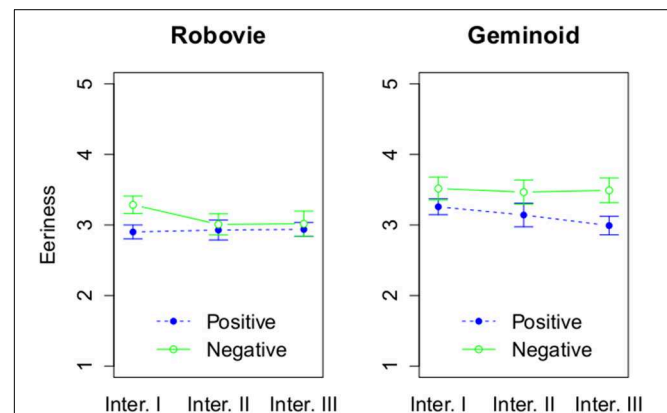 Robovie
Geminoid
Eeriness
5
4
3
2
1
Positive
Negative
Inter. I Inter. II Inter. III
5
4
3
2
1
Positive
Negative
Inter. I Inter. II Inter. III